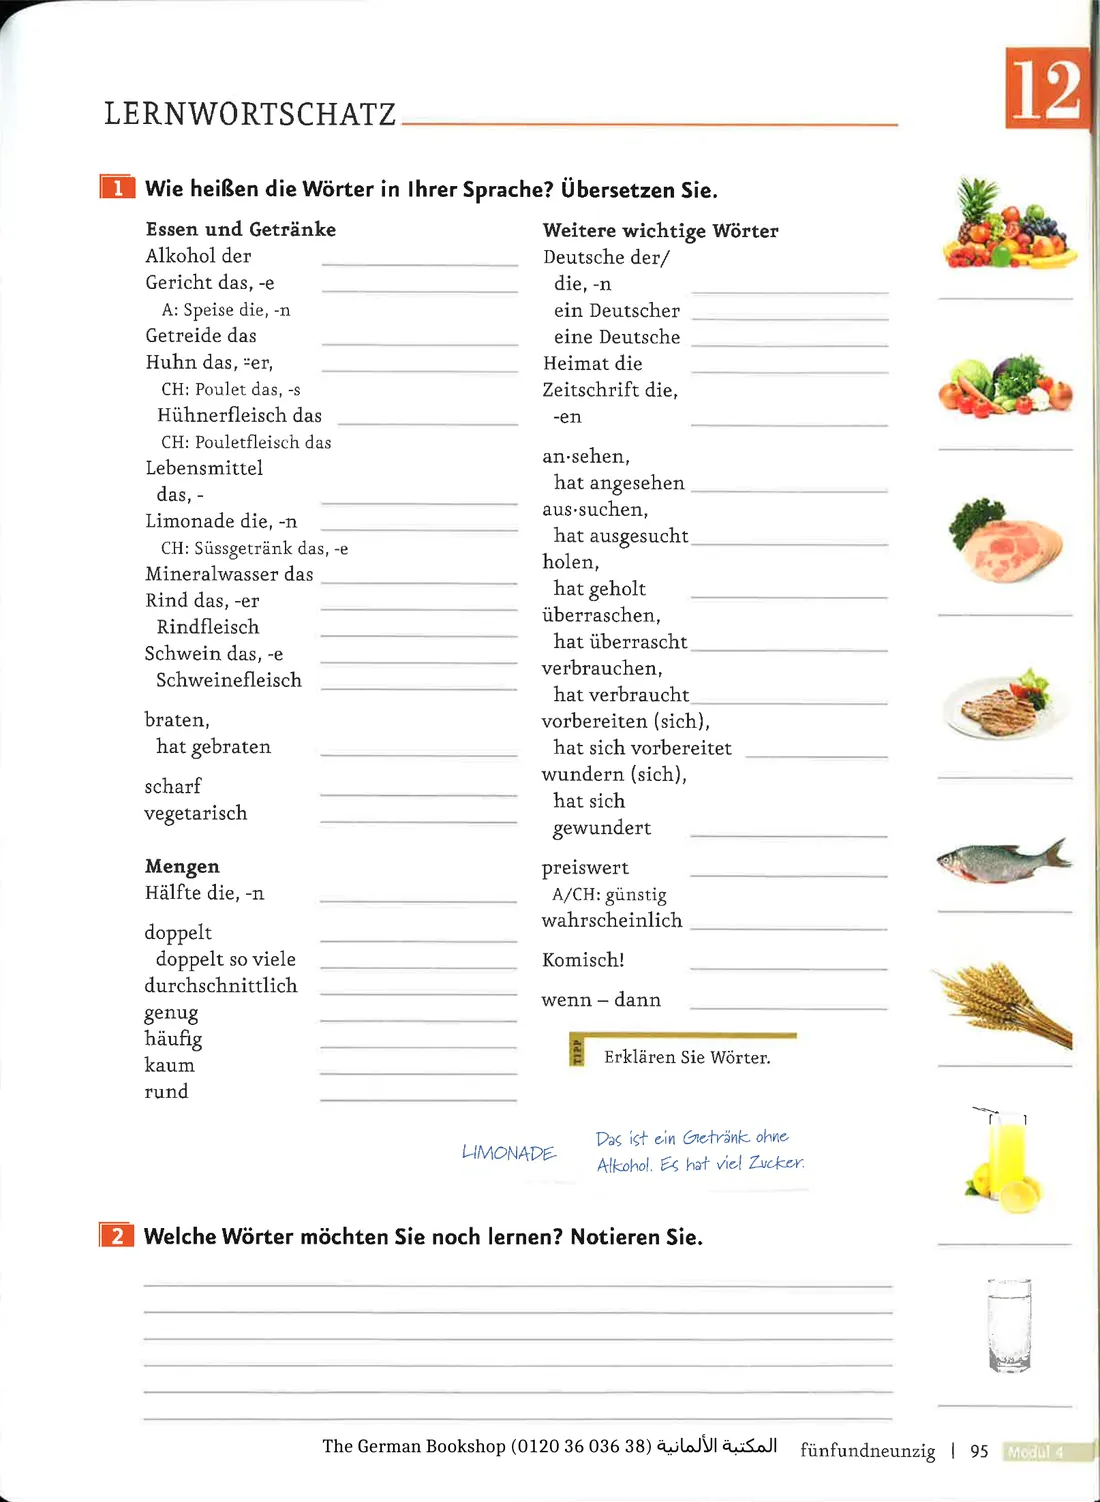 12
LERNWORTSCHATZ
1 Wie heißen die Wörter in Ihrer Sprache? Übersetzen Sie.
Essen und Getränke
Alkohol der
Gericht das, -e
A: Speise die, -n
Getreide das
Huhn das, ¨-er,
CH: Poulet das, -s
Hühnerfleisch das
CH: Pouletfleisch das
Lebensmittel
das, -
Limonade die, -n
CH: Süssgetränk das, -e
Mineralwasser das
Rind das, -er
Rindfleisch
Schwein das, -e
Schweinefleisch
braten,
hat gebraten
scharf
vegetarisch
Mengen
Hälfte die, -n
doppelt
doppelt so viele
durchschnittlich
genug
häufig
kaum
rund
Weitere wichtige Wörter
Deutsche der/
die, -n
ein Deutscher
eine Deutsche
Heimat die
Zeitschrift die,
-en
an·sehen,
hat angesehen
aus·suchen,
hat ausgesucht
holen,
hat geholt
überraschen,
hat überrascht
verbrauchen,
hat verbraucht
vorbereiten (sich),
hat sich vorbereitet
wundern (sich),
hat sich
gewundert
preiswert
A/CH: günstig
wahrscheinlich
Komisch!
wenn – dann
TIPP
Erklären Sie Wörter.
LIMONADE
Das ist ein Getränk ohne
Alkohol. Es hat viel Zucker.
2 Welche Wörter möchten Sie noch lernen? Notieren Sie.
The German Bookshop (0120 36 036 38) المكتبة الألمانية
fünfundneunzig | 95 Modul 4